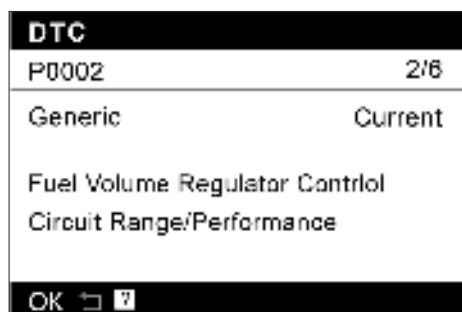 DTC
P0002 2/6
Generic Current
Fuel Volume Regulator Contrlol
Circuit Range/Performance
OK ?